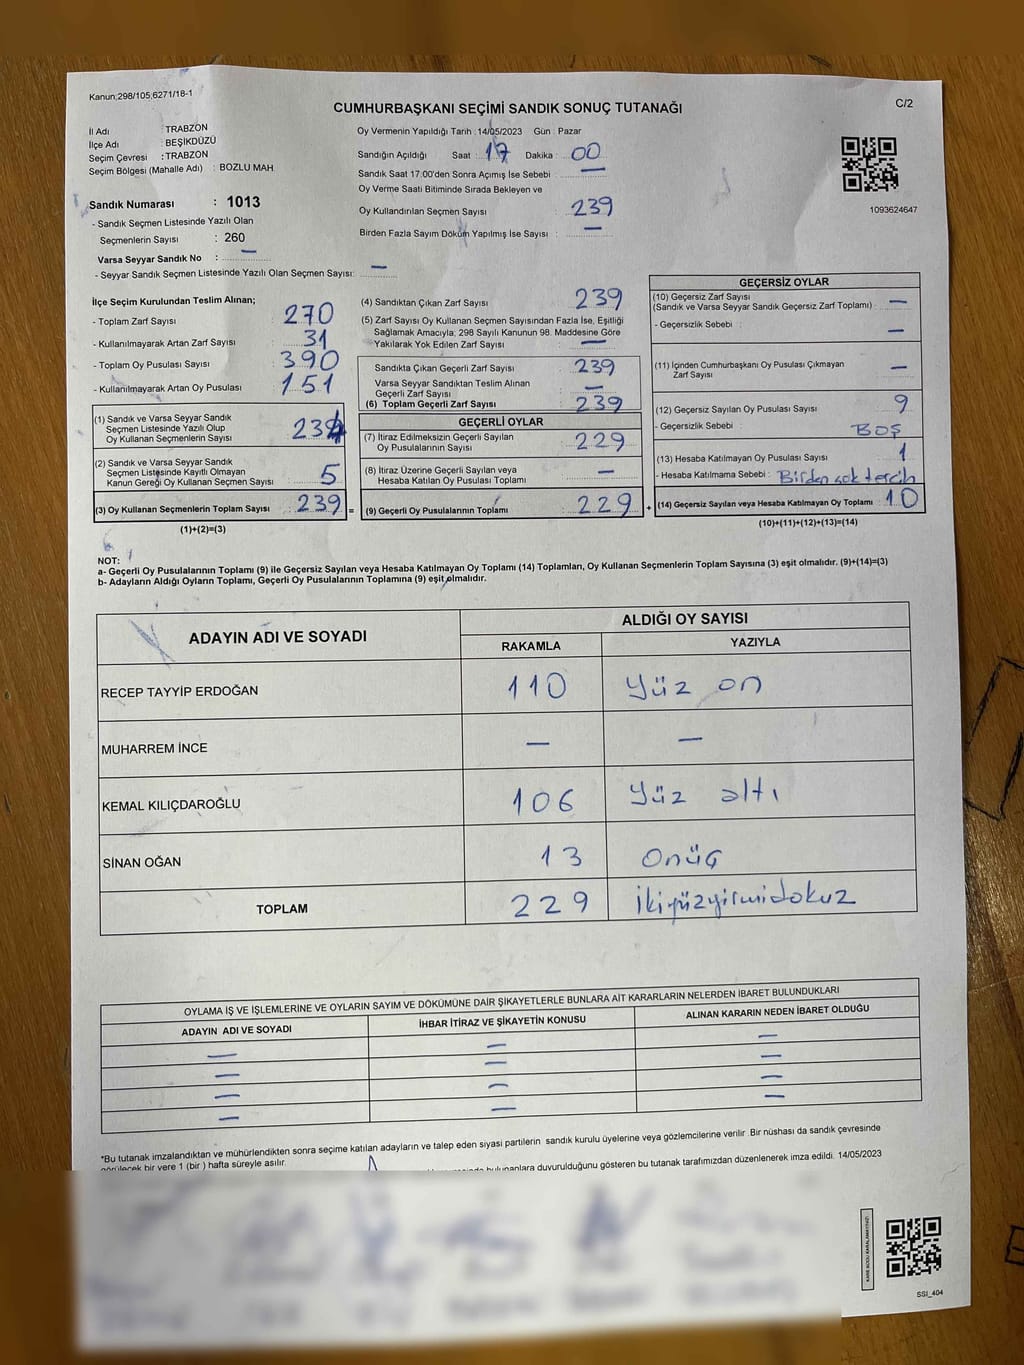 Kanun;298/105;6271/18-1
CUMHURBAŞKANI SEÇİMİ SANDIK SONUÇ TUTANAĞI
C/2
İl Adı : TRABZON
İlçe Adı : BEŞİKDÜZÜ
Seçim Çevresi : TRABZON
Seçim Bölgesi (Mahalle Adı) : BOZLU MAH.
Oy Vermenin Yapıldığı Tarih : 14/05/2023 Gün : Pazar
Sandığın Açıldığı Saat : 17 Dakika : 00
Sandık Saat 17:00'den Sonra Açımış İse Sebebi : —
Oy Verme Saati Bitiminde Sırada Bekleyen ve
Oy Kullandırılan Seçmen Sayısı : 239
Birden Fazla Sayım Döküm Yapılmış İse Sayısı : —
1093624647
Sandık Numarası : 1013
- Sandık Seçmen Listesinde Yazılı Olan
Seçmenlerin Sayısı : 260
Varsa Seyyar Sandık No : —
- Seyyar Sandık Seçmen Listesinde Yazılı Olan Seçmen Sayısı: —
İlçe Seçim Kurulundan Teslim Alınan;
- Toplam Zarf Sayısı : 270
- Kullanılmayarak Artan Zarf Sayısı : 31
- Toplam Oy Pusulası Sayısı : 390
- Kullanılmayarak Artan Oy Pusulası : 151
(1) Sandık ve Varsa Seyyar Sandık
Seçmen Listesinde Yazılı Olup
Oy Kullanan Seçmenlerin Sayısı : 234
(2) Sandık ve Varsa Seyyar Sandık
Seçmen Listesinde Kayıtlı Olmayan
Kanun Gereği Oy Kullanan Seçmen Sayısı : 5
(3) Oy Kullanan Seçmenlerin Toplam Sayısı : 239 =
(1)+(2)=(3)
(4) Sandıktan Çıkan Zarf Sayısı : 239
(5) Zarf Sayısı Oy Kullanan Seçmen Sayısından Fazla İse, Eşitliği
Sağlamak Amacıyla; 298 Sayılı Kanunun 98. Maddesine Göre
Yakılarak Yok Edilen Zarf Sayısı : —
Sandıkta Çıkan Geçerli Zarf Sayısı : 239
Varsa Seyyar Sandıktan Teslim Alınan
Geçerli Zarf Sayısı : —
(6) Toplam Geçerli Zarf Sayısı : 239
GEÇERLİ OYLAR
(7) İtiraz Edilmeksizin Geçerli Sayılan
Oy Pusulalarının Sayısı : 229
(8) İtiraz Üzerine Geçerli Sayılan veya
Hesaba Katılan Oy Pusulası Toplamı : —
(9) Geçerli Oy Pusulalarının Toplamı : 229 +
GEÇERSİZ OYLAR
(10) Geçersiz Zarf Sayısı
(Sandık ve Varsa Seyyar Sandık Geçersiz Zarf Toplamı) : —
- Geçersizlik Sebebi : —
(11) İçinden Cumhurbaşkanı Oy Pusulası Çıkmayan
Zarf Sayısı : —
(12) Geçersiz Sayılan Oy Pusulası Sayısı : 9
- Geçersizlik Sebebi : BOŞ
(13) Hesaba Katılmayan Oy Pusulası Sayısı : 1
- Hesaba Katılmama Sebebi : Birden çok tercih
(14) Geçersiz Sayılan veya Hesaba Katılmayan Oy Toplamı : 10
(10)+(11)+(12)+(13)=(14)
NOT:
a- Geçerli Oy Pusulalarının Toplamı (9) ile Geçersiz Sayılan veya Hesaba Katılmayan Oy Toplamı (14) Toplamları, Oy Kullanan Seçmenlerin Toplam Sayısına (3) eşit olmalıdır. (9)+(14)=(3)
b- Adayların Aldığı Oyların Toplamı, Geçerli Oy Pusulalarının Toplamına (9) eşit olmalıdır.
ADAYIN ADI VE SOYADI
ALDIĞI OY SAYISI
RAKAMLA YAZIYLA
RECEP TAYYİP ERDOĞAN 110 Yüz on
MUHARREM İNCE — —
KEMAL KILIÇDAROĞLU 106 Yüz altı
SİNAN OĞAN 13 Onüç
TOPLAM 229 ikiyüzyirmidokuz
OYLAMA İŞ VE İŞLEMLERİNE VE OYLARIN SAYIM VE DÖKÜMÜNE DAİR ŞİKAYETLERLE BUNLARA AİT KARARLARIN NELERDEN İBARET BULUNDUKLARI
ADAYIN ADI VE SOYADI İHBAR İTİRAZ VE ŞİKAYETİN KONUSU ALINAN KARARIN NEDEN İBARET OLDUĞU
— — —
— — —
— — —
— — —
*Bu tutanak imzalandıktan ve mühürlendikten sonra seçime katılan adayların ve talep eden siyasi partilerin sandık kurulu üyelerine veya gözlemcilerine verilir. Bir nüshası da sandık çevresinde
görülecek bir yere 1 (bir) hafta süreyle asılır. bulunanlara duyurulduğunu gösteren bu tutanak tarafımızdan düzenlenerek imza edildi. 14/05/2023
SSI_404